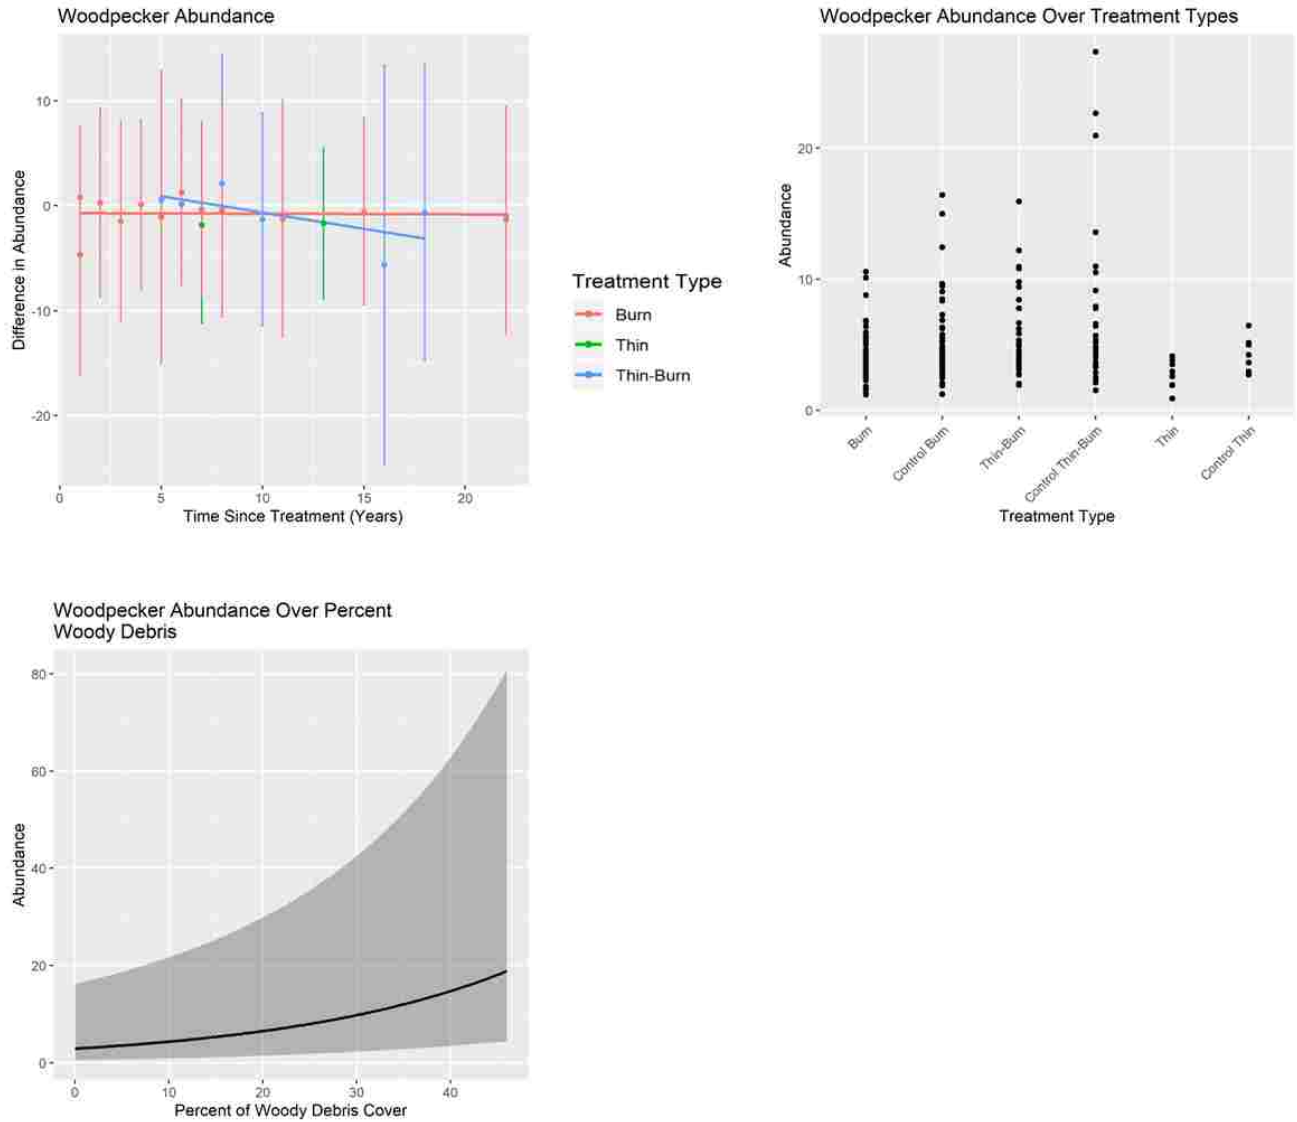 Woodpecker Abundance
Difference in Abundance
10
0
-10
-20
0 5 10 15 20
Time Since Treatment (Years)
Treatment Type
Burn
Thin
Thin-Burn
Woodpecker Abundance Over Treatment Types
Abundance
20
10
0
Burn
Control Burn
Thin-Burn
Control Thin-Burn
Thin
Control Thin
Treatment Type
Woodpecker Abundance Over Percent
Woody Debris
Abundance
80
60
40
20
0
0 10 20 30 40
Percent of Woody Debris Cover